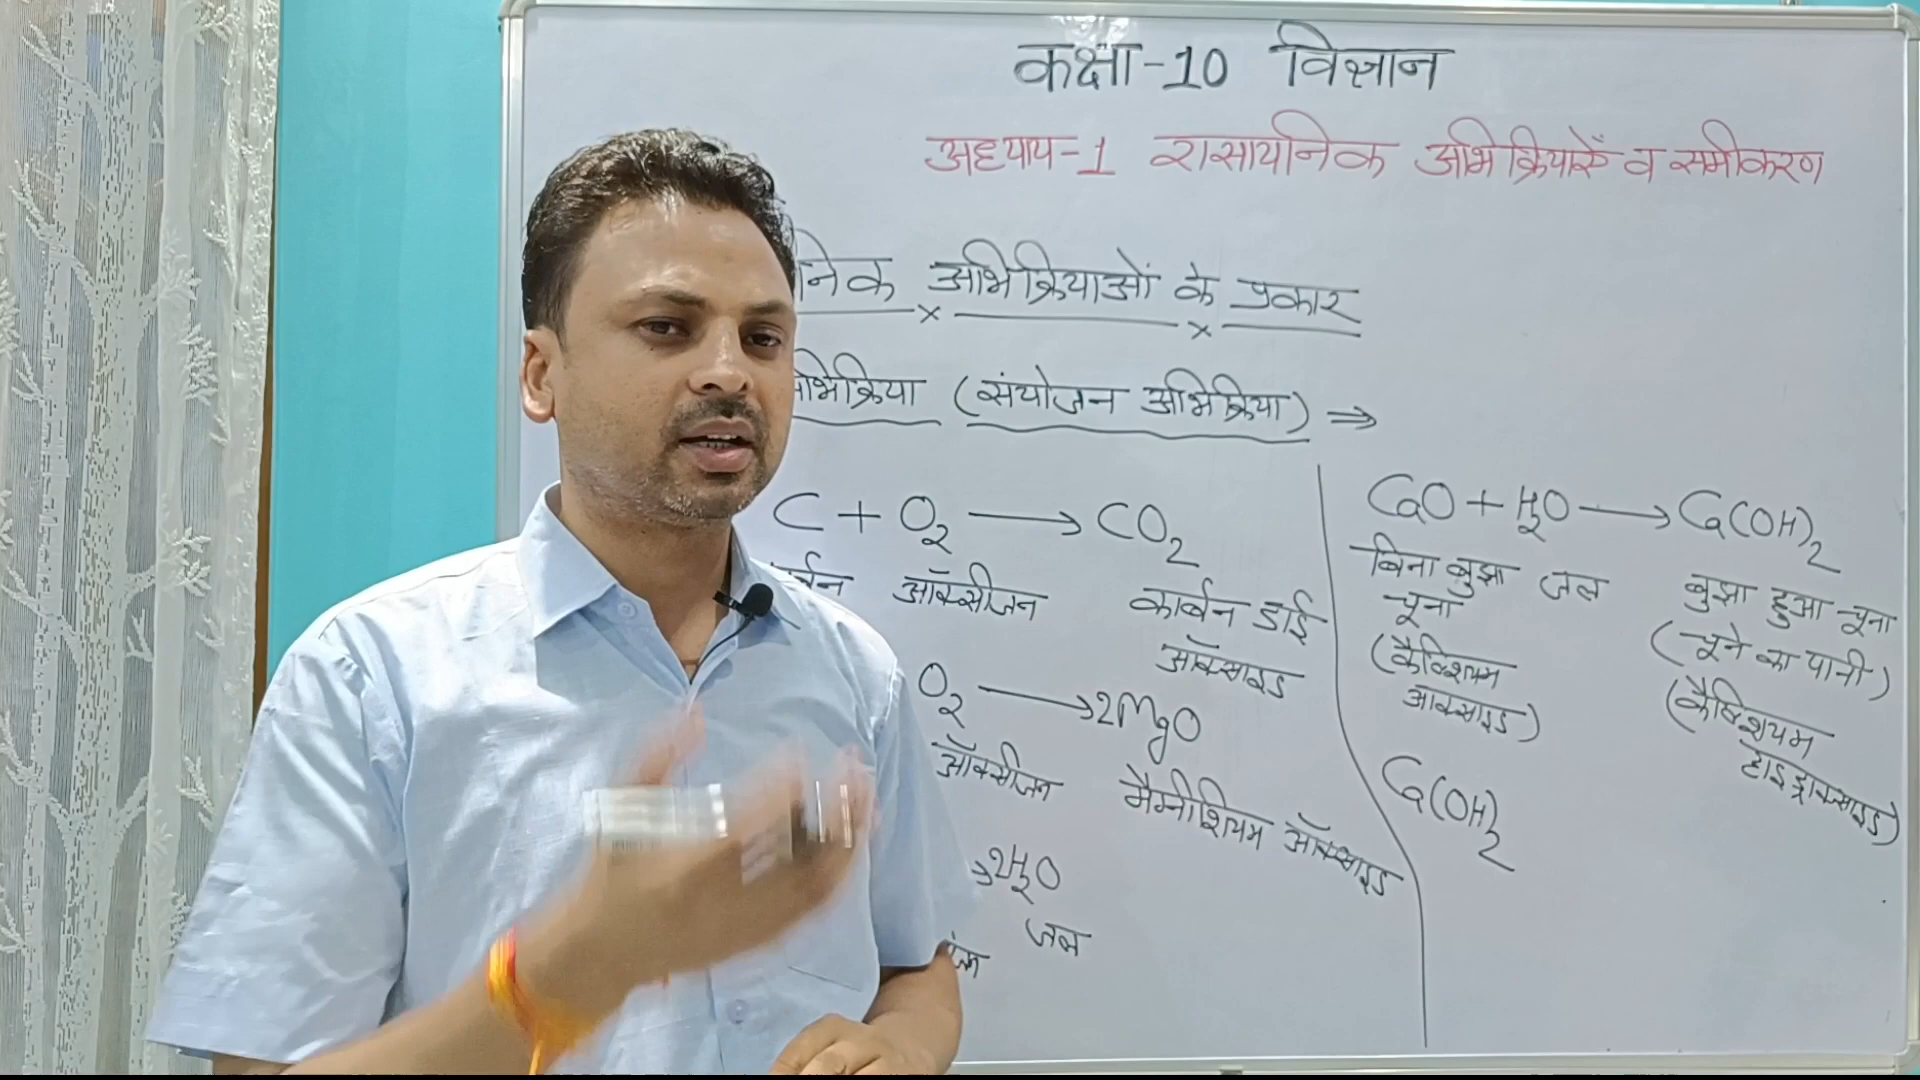 कक्षा-10 विज्ञान
अध्याय-1 रासायनिक अभिक्रियाएँ व समीकरण
निक अभिक्रियाओं के प्रकार
भिक्रिया (संयोजन अभिक्रिया) ⇒
C + O₂ ⟶ CO₂
र्बन ऑक्सीजन कार्बन डाई
ऑक्साइड
O₂ ⟶ 2MgO
ऑक्सीजन मैग्नीशियम ऑक्साइड
→ 2H₂O
जल
CaO + H₂O ⟶ Ca(OH)₂
बिना बुझा जल बुझा हुआ चूना
चूना (चूने का पानी)
(कैल्शियम (कैल्शियम
आक्साइड) हाइड्राक्साइड)
Ca(OH)₂